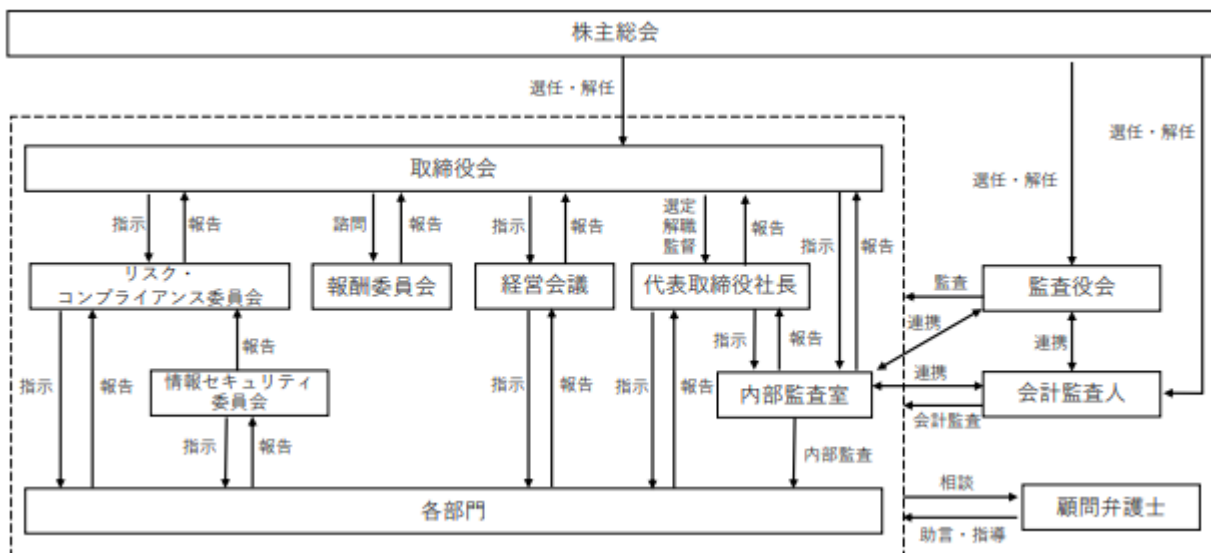 株主総会
選任・解任
選任・解任
選任・解任
取締役会
指示
報告
諮問
報告
指示
報告
選定
解職
監督
報告
指示
報告
リスク・
コンプライアンス委員会
報酬委員会
経営会議
代表取締役社長
監査役会
監査
連携
連携
指示
報告
報告
指示
報告
指示
報告
指示
報告
情報セキュリティ
委員会
内部監査室
連携
会計監査人
会計監査
指示
報告
内部監査
各部門
相談
顧問弁護士
助言・指導